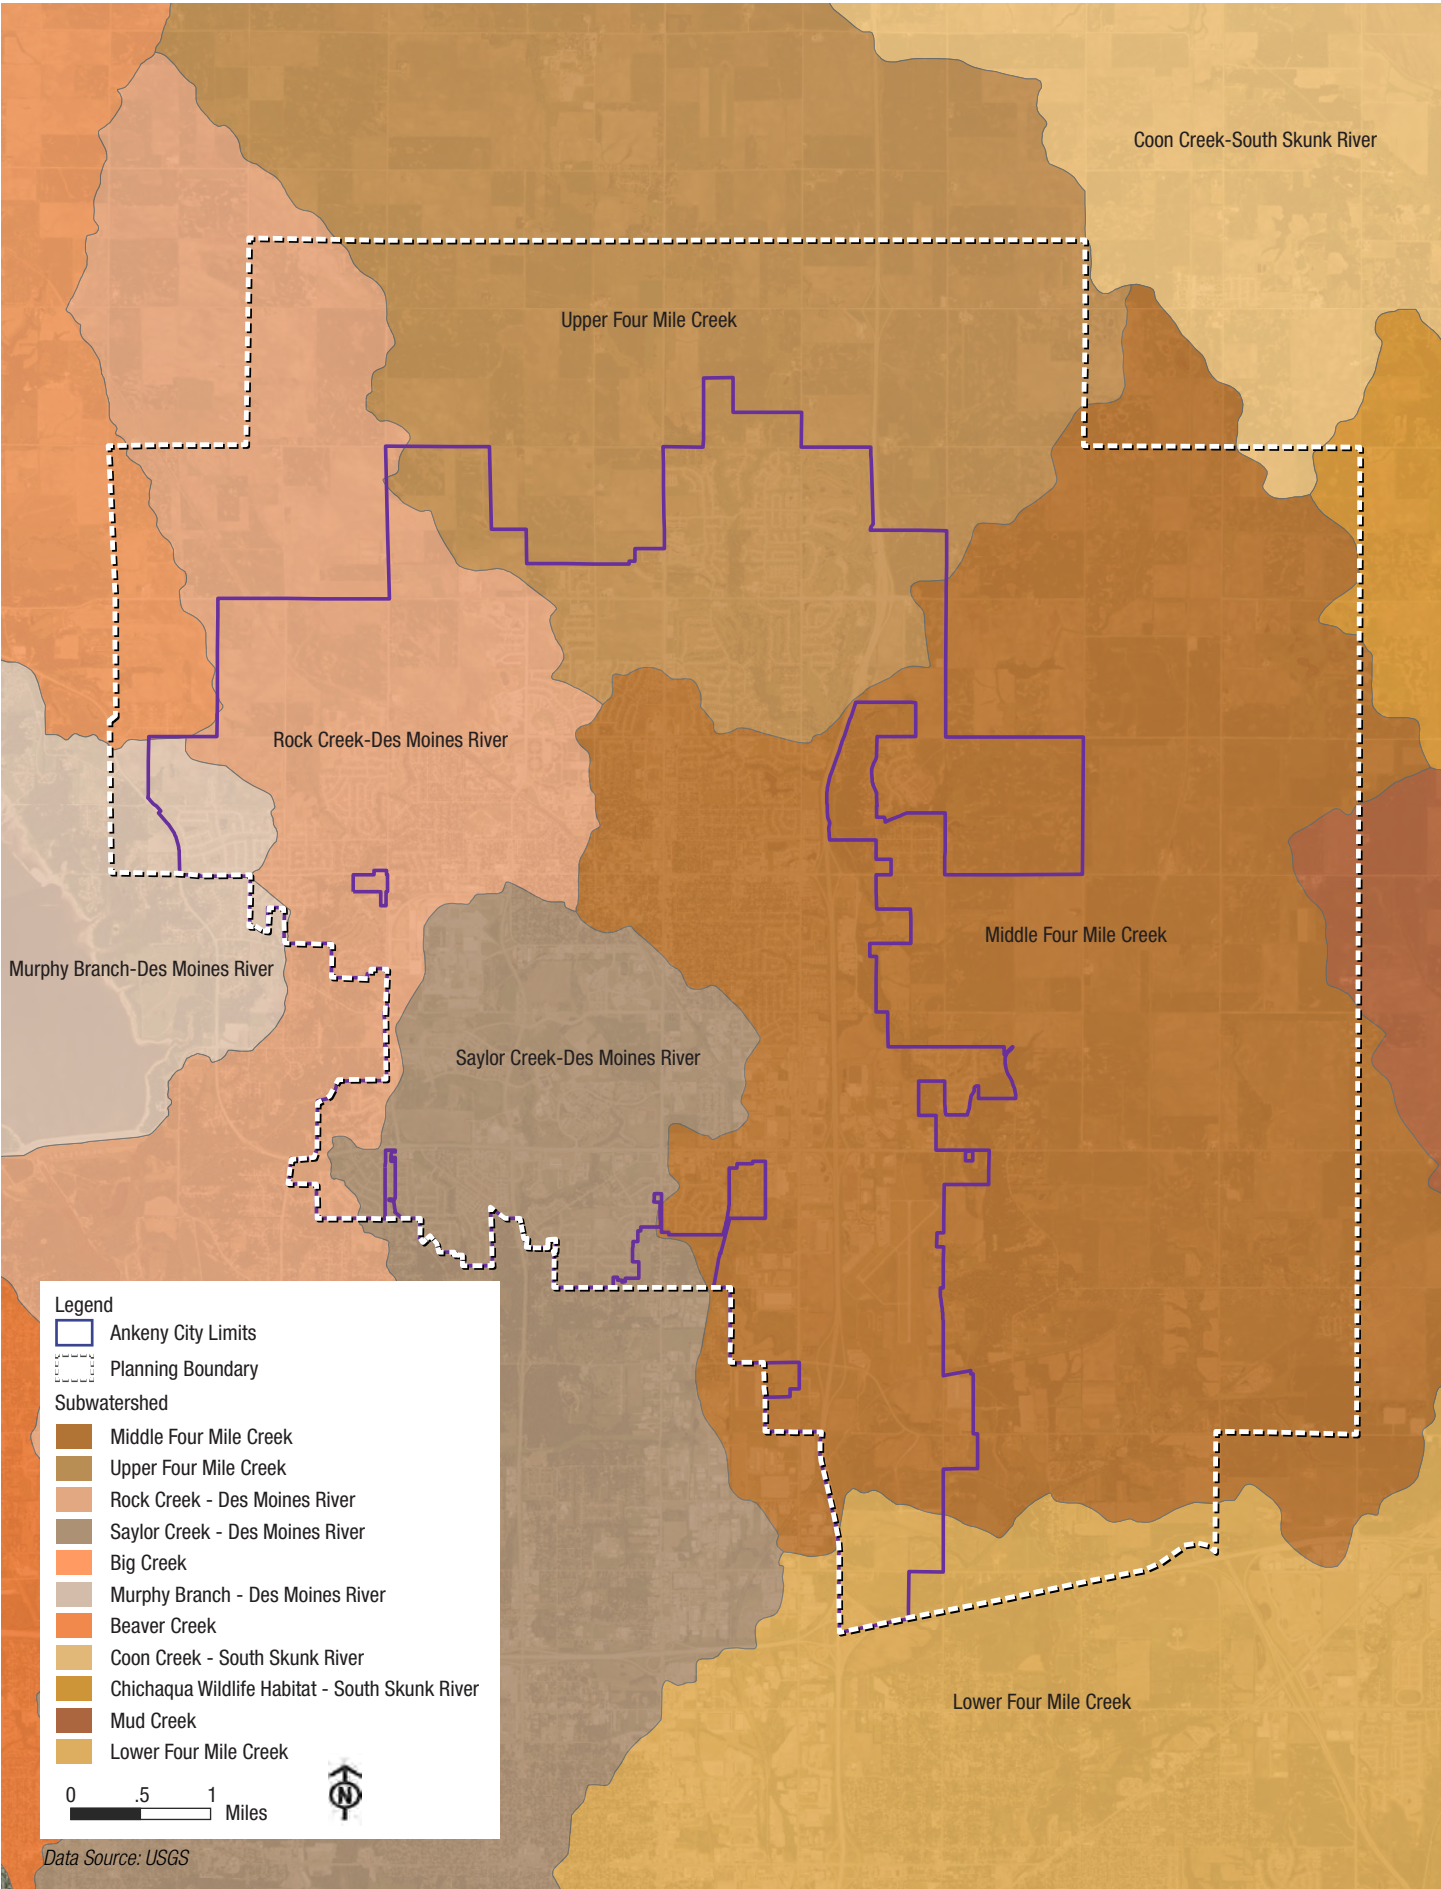 Coon Creek-South Skunk River
Upper Four Mile Creek
Rock Creek-Des Moines River
Middle Four Mile Creek
Murphy Branch-Des Moines River
Saylor Creek-Des Moines River
Lower Four Mile Creek
Legend
Ankeny City Limits
Planning Boundary
Subwatershed
Middle Four Mile Creek
Upper Four Mile Creek
Rock Creek - Des Moines River
Saylor Creek - Des Moines River
Big Creek
Murphy Branch - Des Moines River
Beaver Creek
Coon Creek - South Skunk River
Chichaqua Wildlife Habitat - South Skunk River
Mud Creek
Lower Four Mile Creek
0 .5 1
Miles
N
Data Source: USGS